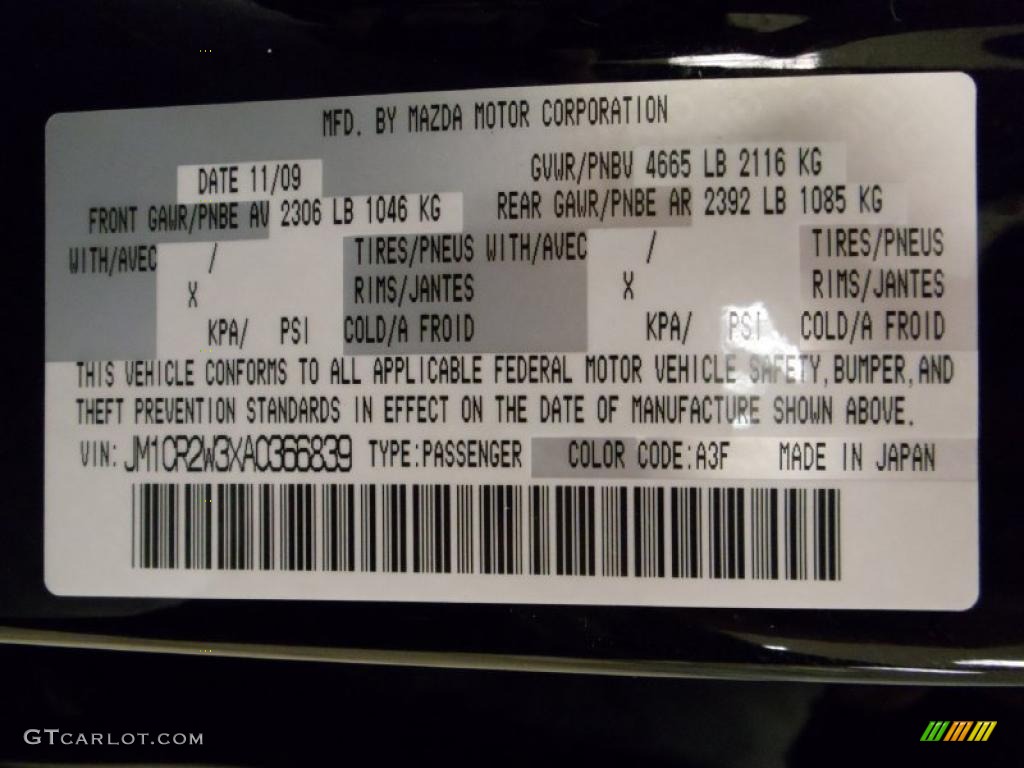 MFD. BY MAZDA MOTOR CORPORATION
DATE 11/09 GVWR/PNBV 4665 LB 2116 KG
FRONT GAWR/PNBE AV 2306 LB 1046 KG REAR GAWR/PNBE AR 2392 LB 1085 KG
WITH/AVEC / TIRES/PNEUS WITH/AVEC / TIRES/PNEUS
X RIMS/JANTES X RIMS/JANTES
KPA/ PSI COLD/A FROID KPA/ PSI COLD/A FROID
THIS VEHICLE CONFORMS TO ALL APPLICABLE FEDERAL MOTOR VEHICLE SAFETY, BUMPER, AND
THEFT PREVENTION STANDARDS IN EFFECT ON THE DATE OF MANUFACTURE SHOWN ABOVE.
VIN: JM1CR2W3XA0366839 TYPE:PASSENGER COLOR CODE:A3F MADE IN JAPAN
GTCARLOT.COM